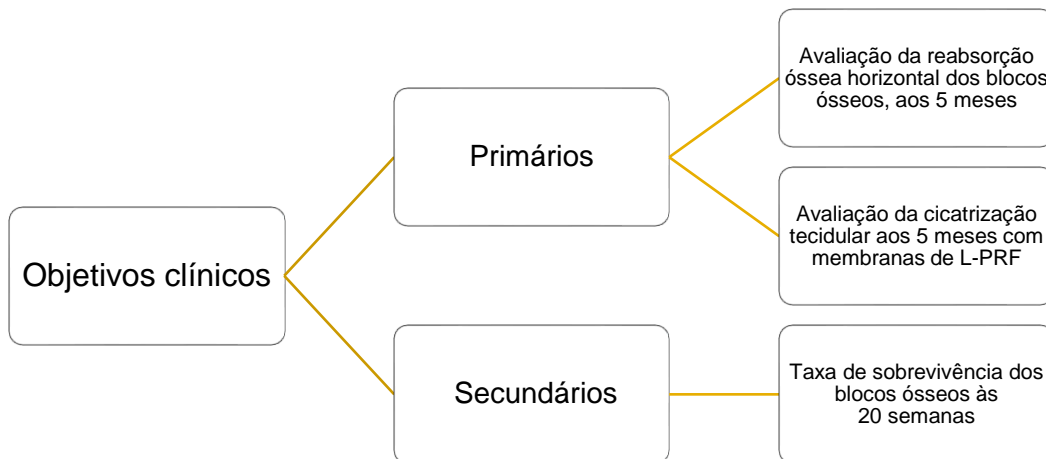 Objetivos clínicos
Primários
Avaliação da reabsorção
óssea horizontal dos blocos
ósseos, aos 5 meses
Avaliação da cicatrização
tecidular aos 5 meses com
membranas de L-PRF
Secundários
Taxa de sobrevivência dos
blocos ósseos às
20 semanas